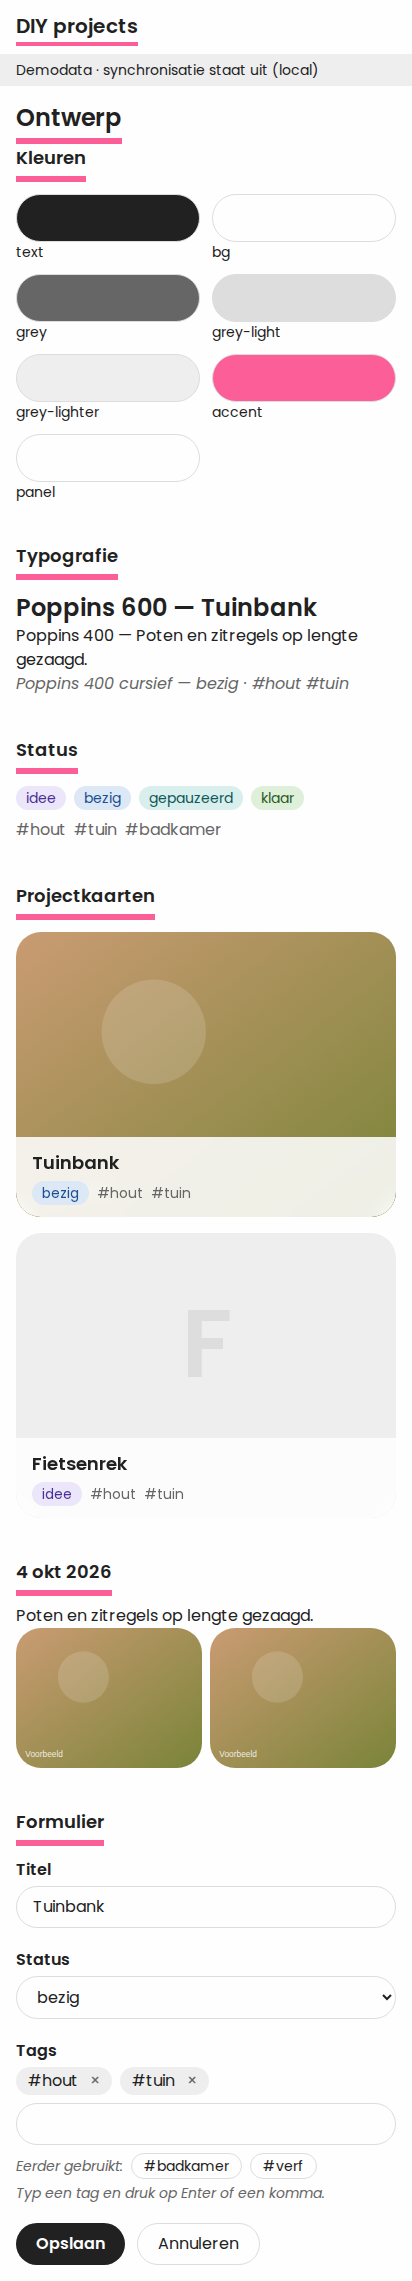 DIY projects
Demodata · synchronisatie staat uit (local)
Ontwerp
Kleuren
text
bg
grey
grey-light
grey-lighter
accent
panel
Typografie
Poppins 600 — Tuinbank
Poppins 400 — Poten en zitregels op lengte
gezaagd.
Poppins 400 cursief — bezig · #hout #tuin
Status
idee bezig gepauzeerd klaar
#hout #tuin #badkamer
Projectkaarten
Tuinbank
bezig #hout #tuin
F
Fietsenrek
idee #hout #tuin
4 okt 2026
Poten en zitregels op lengte gezaagd.
Voorbeeld
Voorbeeld
Formulier
Titel
Tuinbank
Status
bezig
Tags
#hout × #tuin ×
Eerder gebruikt: #badkamer #verf
Typ een tag en druk op Enter of een komma.
Opslaan Annuleren